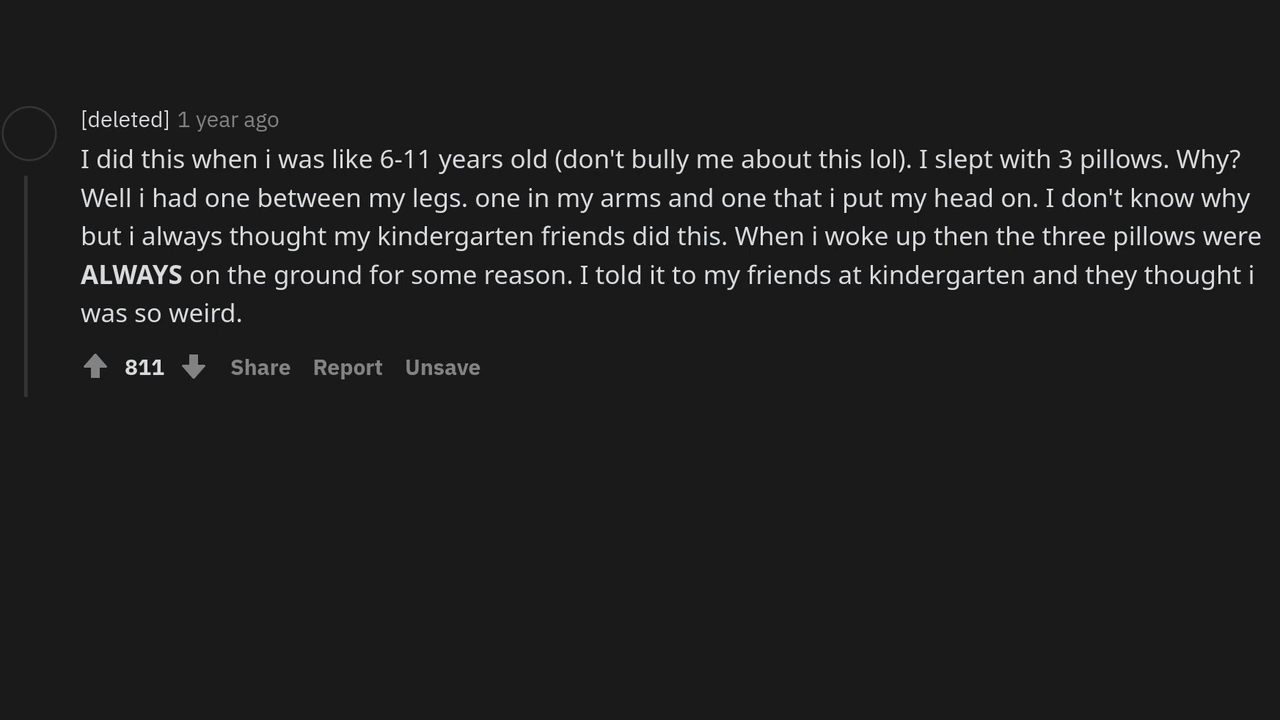 [deleted] 1 year ago
I did this when i was like 6-11 years old (don't bully me about this lol). I slept with 3 pillows. Why?
Well i had one between my legs. one in my arms and one that i put my head on. I don't know why
but i always thought my kindergarten friends did this. When i woke up then the three pillows were
ALWAYS on the ground for some reason. I told it to my friends at kindergarten and they thought i
was so weird.
811 Share Report Unsave